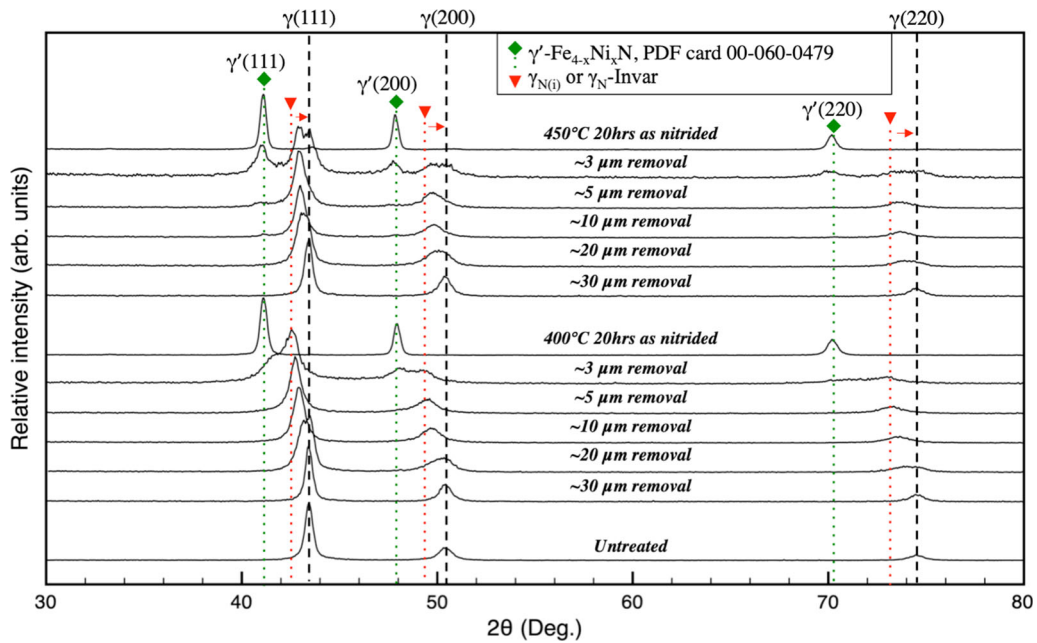 γ(111) γ(200) γ(220)
γ′-Fe4-xNixN, PDF card 00-060-0479
γN(i) or γN-Invar
γ′(111) γ′(200) γ′(220)
450°C 20hrs as nitrided
~3 µm removal
~5 µm removal
~10 µm removal
~20 µm removal
~30 µm removal
400°C 20hrs as nitrided
~3 µm removal
~5 µm removal
~10 µm removal
~20 µm removal
~30 µm removal
Untreated
Relative intensity (arb. units)
30 40 50 60 70 80
2θ (Deg.)